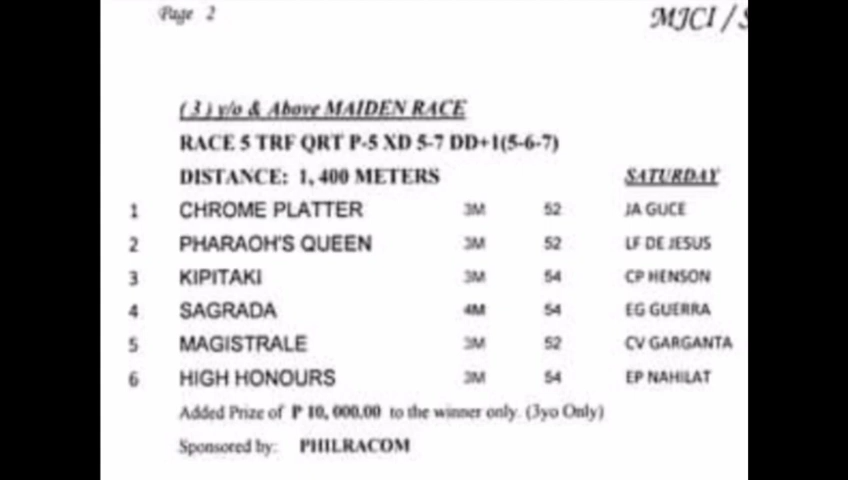 Page 2
MJCI / S
( 3 ) y/o & Above MAIDEN RACE
RACE 5 TRF QRT P-5 XD 5-7 DD+1(5-6-7)
DISTANCE: 1, 400 METERS SATURDAY
1 CHROME PLATTER 3M 52 JA GUCE
2 PHARAOH'S QUEEN 3M 52 LF DE JESUS
3 KIPITAKI 3M 54 CP HENSON
4 SAGRADA 4M 54 EG GUERRA
5 MAGISTRALE 3M 52 CV GARGANTA
6 HIGH HONOURS 3M 54 EP NAHILAT
Added Prize of P 10, 000.00 to the winner only. (3yo Only)
Sponsored by: PHILRACOM